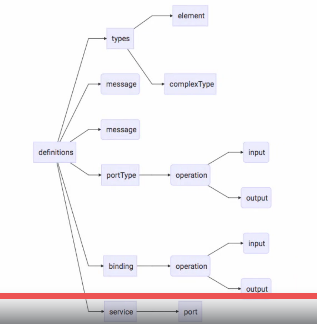 element
types
message
complexType
message
definitions
input
portType
operation
output
input
binding
operation
output
service
port